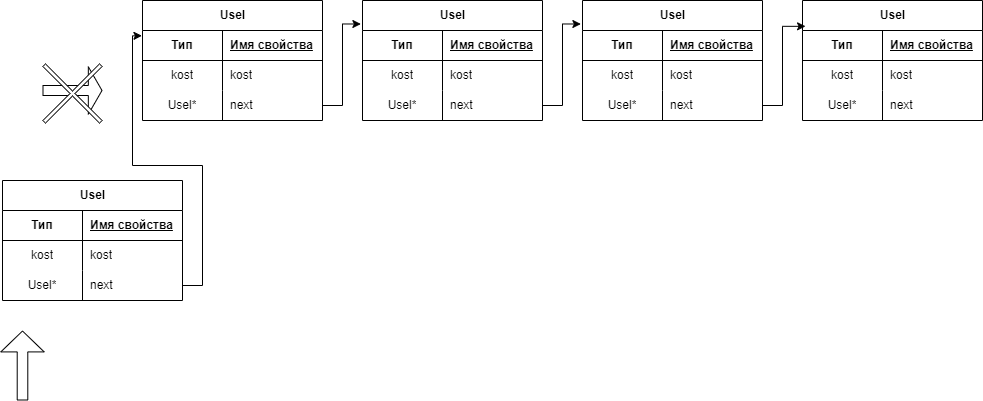 Usel Usel Usel Usel
Тип Имя свойства Тип Имя свойства Тип Имя свойства Тип Имя свойства
kost kost kost kost kost kost kost kost
Usel* next Usel* next Usel* next Usel* next
Usel
Тип Имя свойства
kost kost
Usel* next